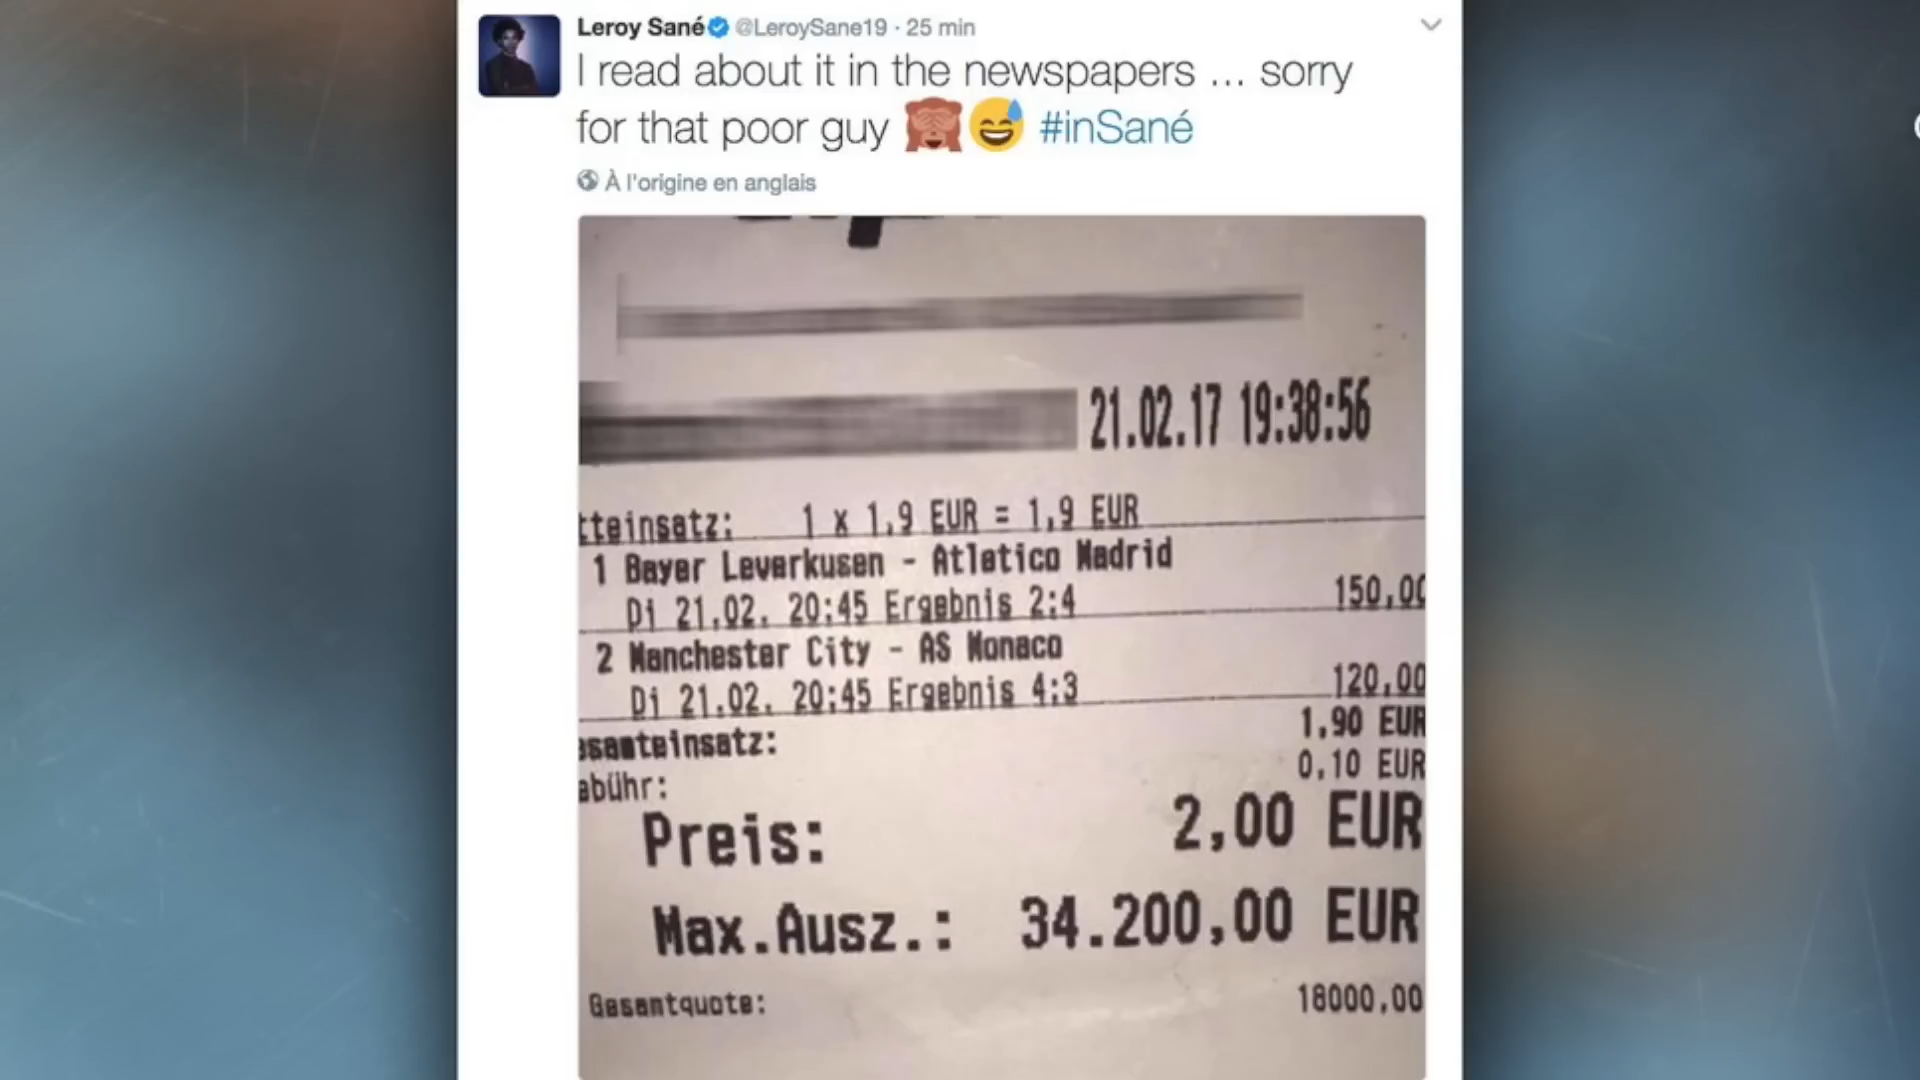 Leroy Sané @LeroySane19 · 25 min
I read about it in the newspapers ... sorry
for that poor guy 🙈😅 #inSané
À l'origine en anglais
21.02.17 19:38:56
tteinsatz: 1 x 1,9 EUR = 1,9 EUR
1 Bayer Leverkusen - Atletico Madrid
Di 21.02. 20:45 Ergebnis 2:4 150,00
2 Manchester City - AS Monaco
Di 21.02. 20:45 Ergebnis 4:3 120,00
esamteinsatz: 1,90 EUR
ebühr: 0,10 EUR
Preis: 2,00 EUR
Max.Ausz.: 34.200,00 EUR
Gesamtquote: 18000,00